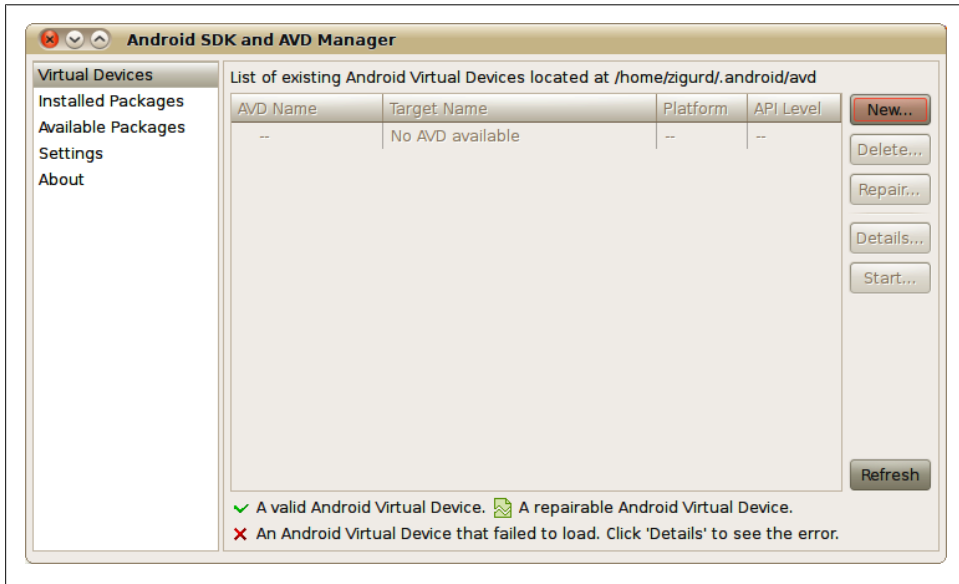 Android SDK and AVD Manager
Virtual Devices
Installed Packages
Available Packages
Settings
About
List of existing Android Virtual Devices located at /home/zigurd/.android/avd
AVD Name Target Name Platform API Level
-- No AVD available -- --
New...
Delete...
Repair...
Details...
Start...
Refresh
A valid Android Virtual Device. A repairable Android Virtual Device.
An Android Virtual Device that failed to load. Click 'Details' to see the error.